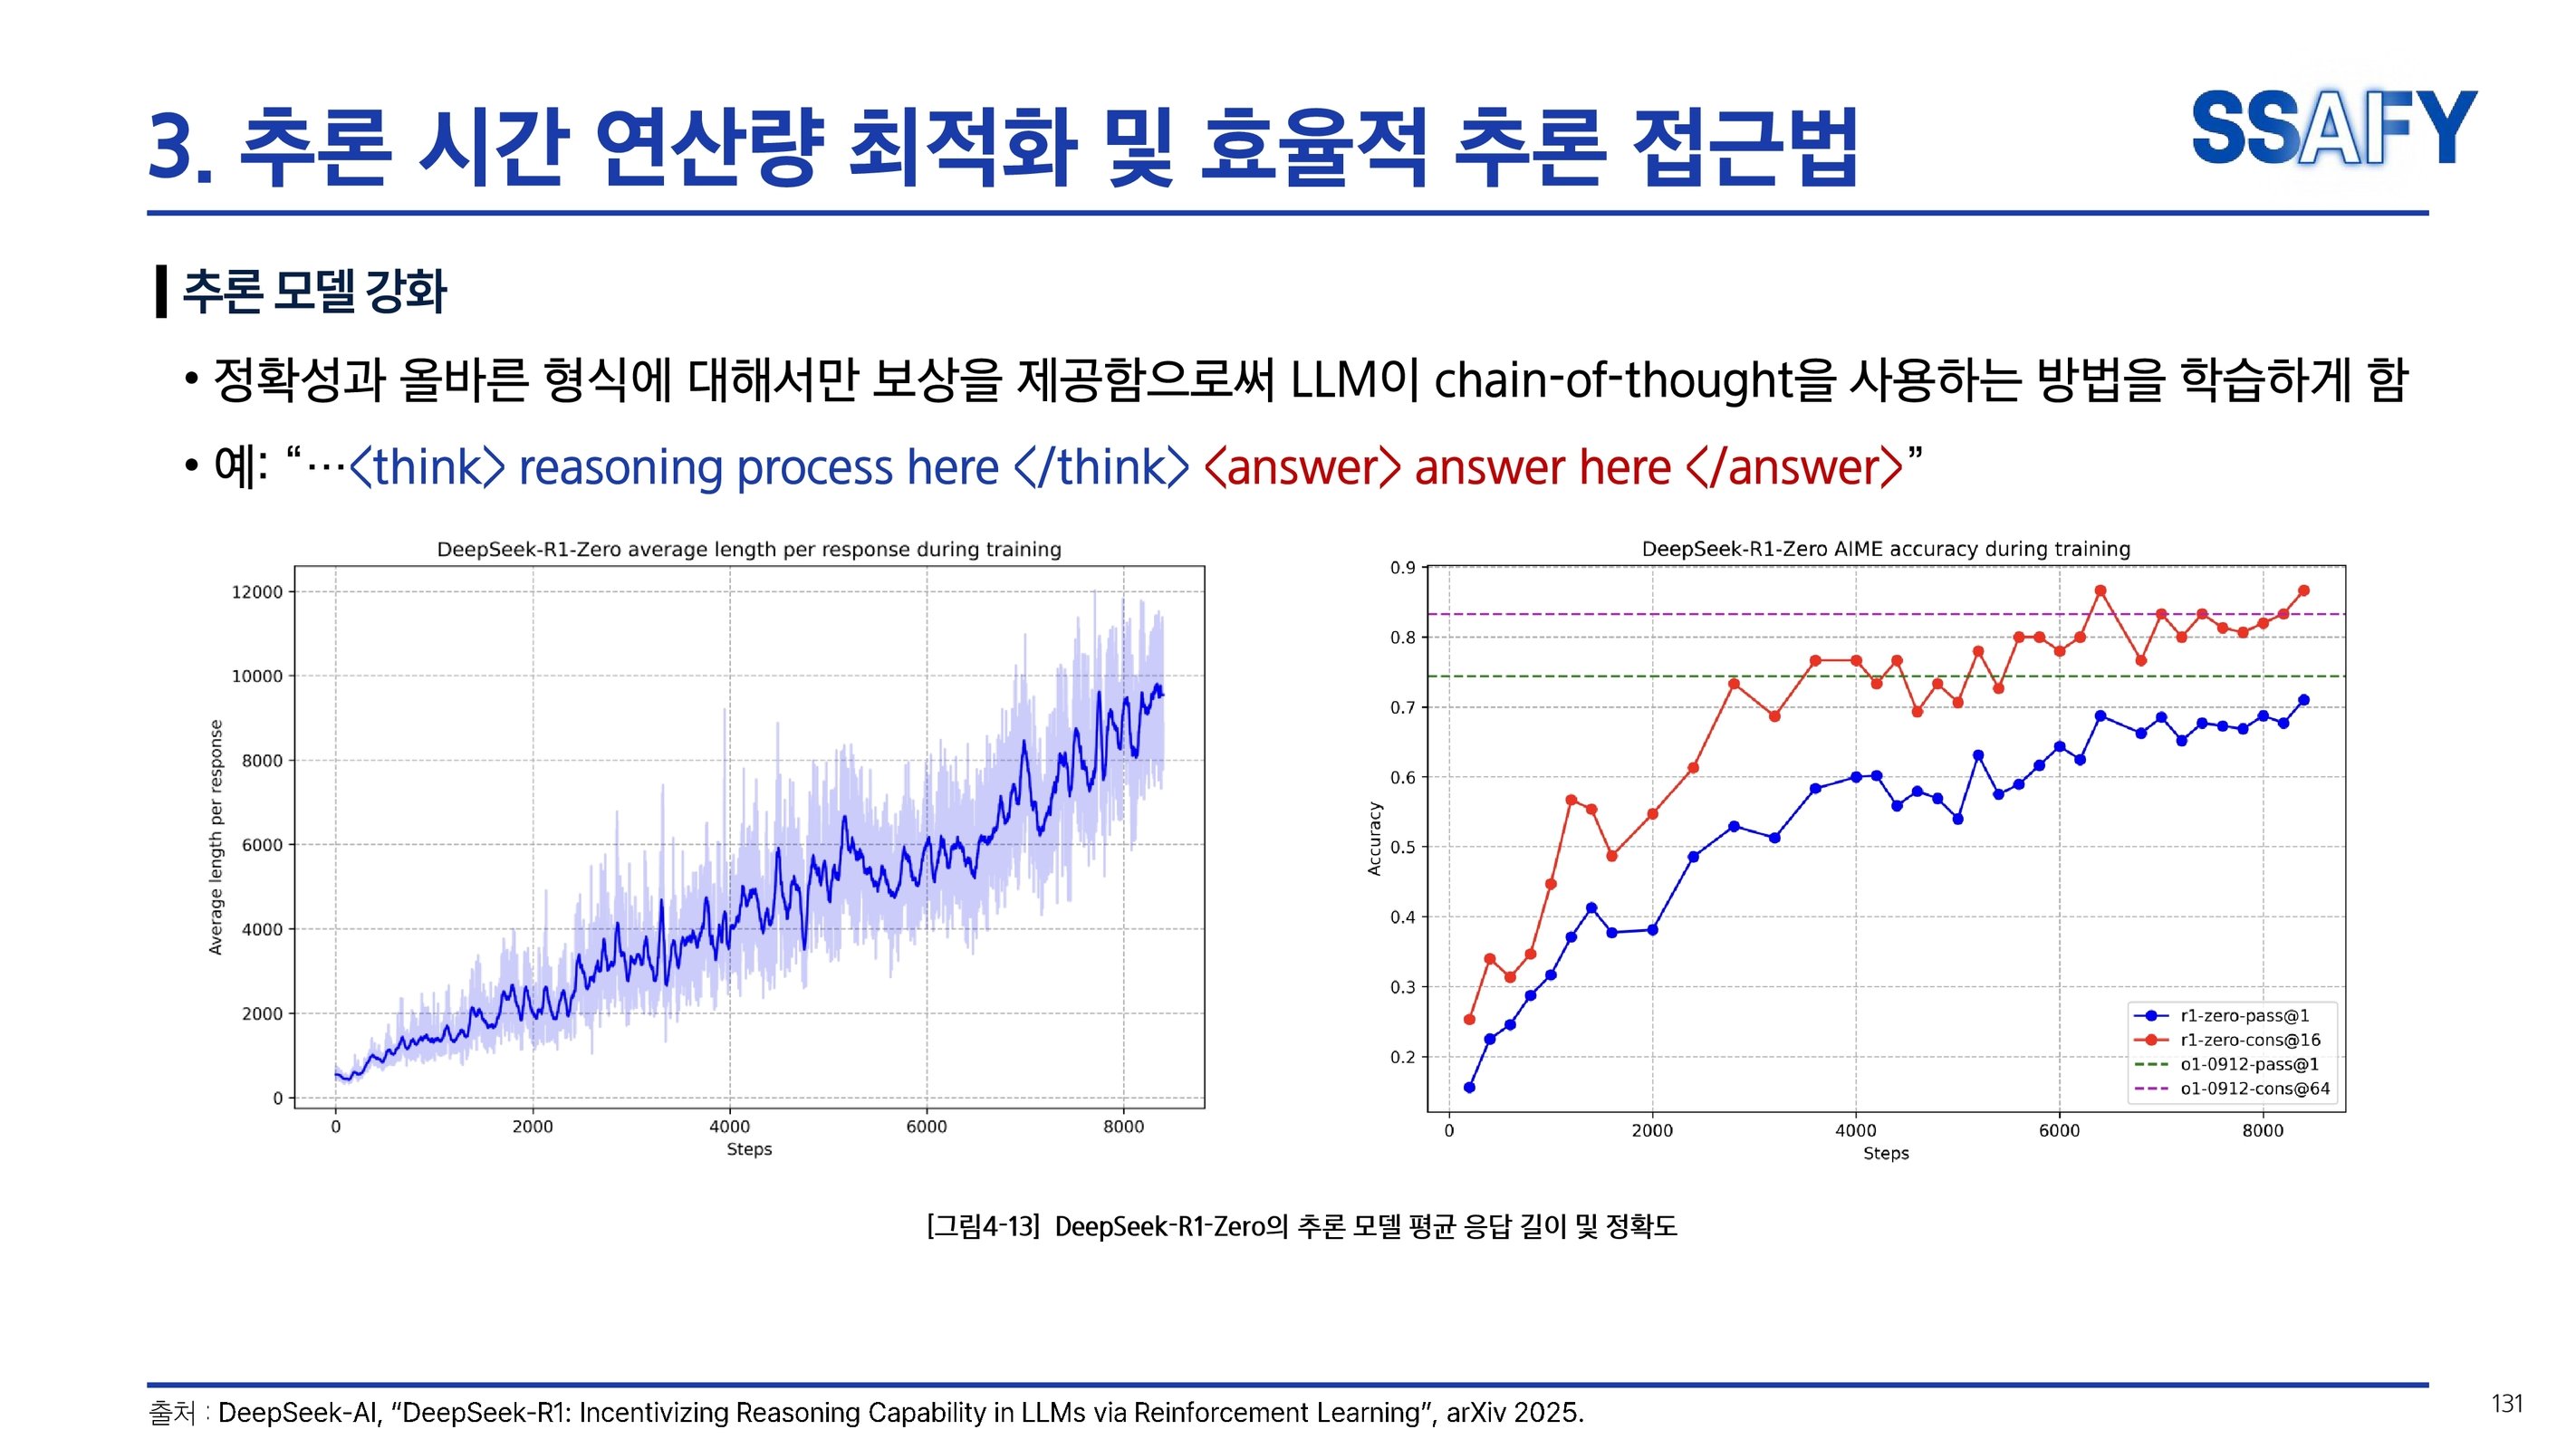 3. 추론 시간 연산량 최적화 및 효율적 추론 접근법
SSAFY
추론 모델 강화
• 정확성과 올바른 형식에 대해서만 보상을 제공함으로써 LLM이 chain-of-thought을 사용하는 방법을 학습하게 함
• 예: “…<think> reasoning process here </think> <answer> answer here </answer>”
DeepSeek-R1-Zero average length per response during training
12000
10000
8000
6000
4000
2000
0
Average length per response
0 2000 4000 6000 8000
Steps
DeepSeek-R1-Zero AIME accuracy during training
0.9
0.8
0.7
0.6
0.5
0.4
0.3
0.2
Accuracy
r1-zero-pass@1
r1-zero-cons@16
o1-0912-pass@1
o1-0912-cons@64
0 2000 4000 6000 8000
Steps
[그림4-13] DeepSeek-R1-Zero의 추론 모델 평균 응답 길이 및 정확도
출처 : DeepSeek-AI, “DeepSeek-R1: Incentivizing Reasoning Capability in LLMs via Reinforcement Learning”, arXiv 2025.
131